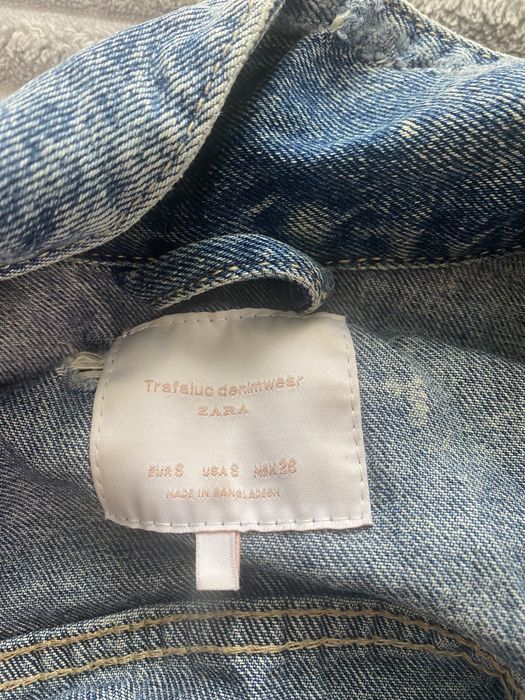 Trafaluc denimwear
ZARA
EUR S USA S MEX 26
MADE IN BANGLADESH